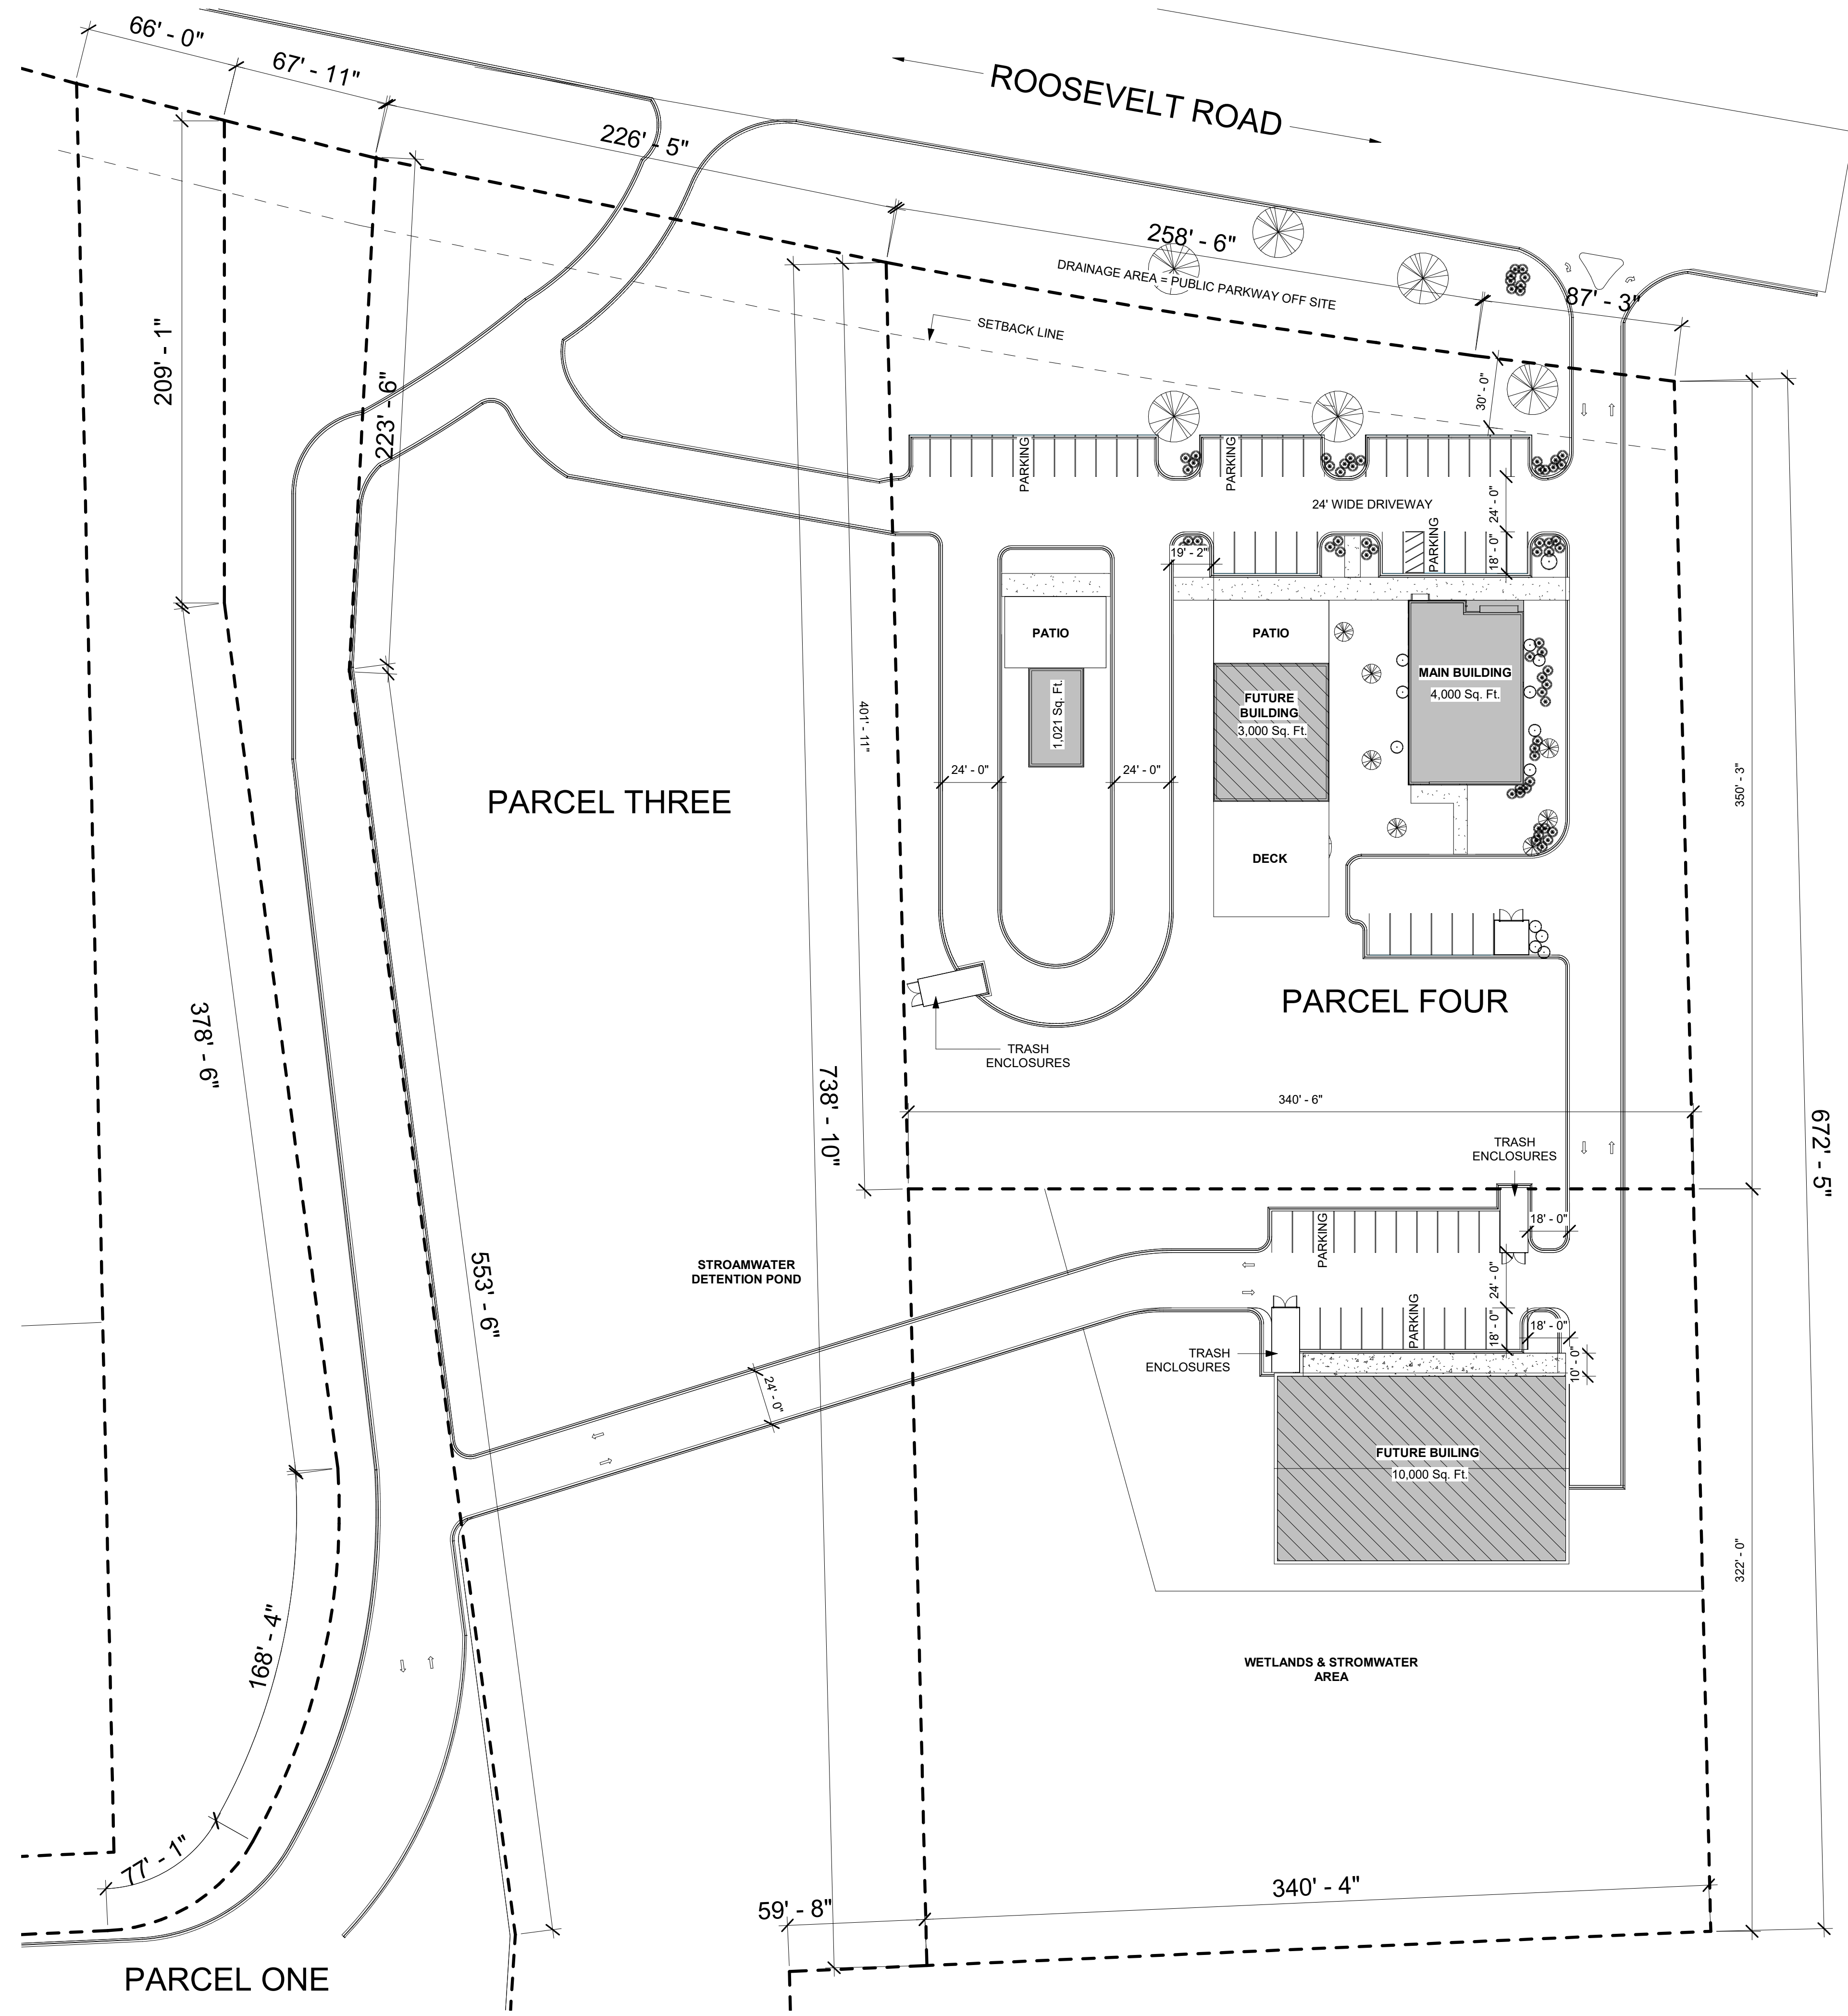 66' - 0"
67' - 11"
ROOSEVELT ROAD
226' - 5"
258' - 6"
DRAINAGE AREA = PUBLIC PARKWAY OFF SITE
87' - 3"
SETBACK LINE
209' - 1"
223' - 6"
30' - 0"
PARKING
PARKING
24' WIDE DRIVEWAY
24' - 0"
PARKING
18' - 0"
19' - 2"
PATIO
PATIO
MAIN BUILDING
4,000 Sq. Ft.
1,021 Sq. Ft.
FUTURE
BUILDING
3,000 Sq. Ft.
401' - 11"
24' - 0"
24' - 0"
350' - 3"
PARCEL THREE
DECK
378' - 6"
PARCEL FOUR
TRASH
ENCLOSURES
738' - 10"
340' - 6"
672' - 5"
TRASH
ENCLOSURES
18' - 0"
PARKING
STROAMWATER
DETENTION POND
553' - 6"
24' - 0"
PARKING
18' - 0"
18' - 0"
TRASH
ENCLOSURES
10' - 0"
24' - 0"
FUTURE BUILING
10,000 Sq. Ft.
322' - 0"
168' - 4"
WETLANDS & STROMWATER
AREA
77' - 1"
340' - 4"
59' - 8"
PARCEL ONE